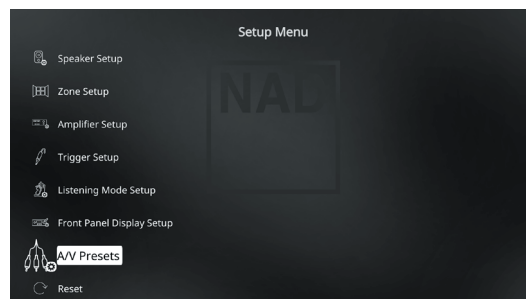 Setup Menu
Speaker Setup
Zone Setup
Amplifier Setup
Trigger Setup
Listening Mode Setup
Front Panel Display Setup
A/V Presets
Reset
NAD